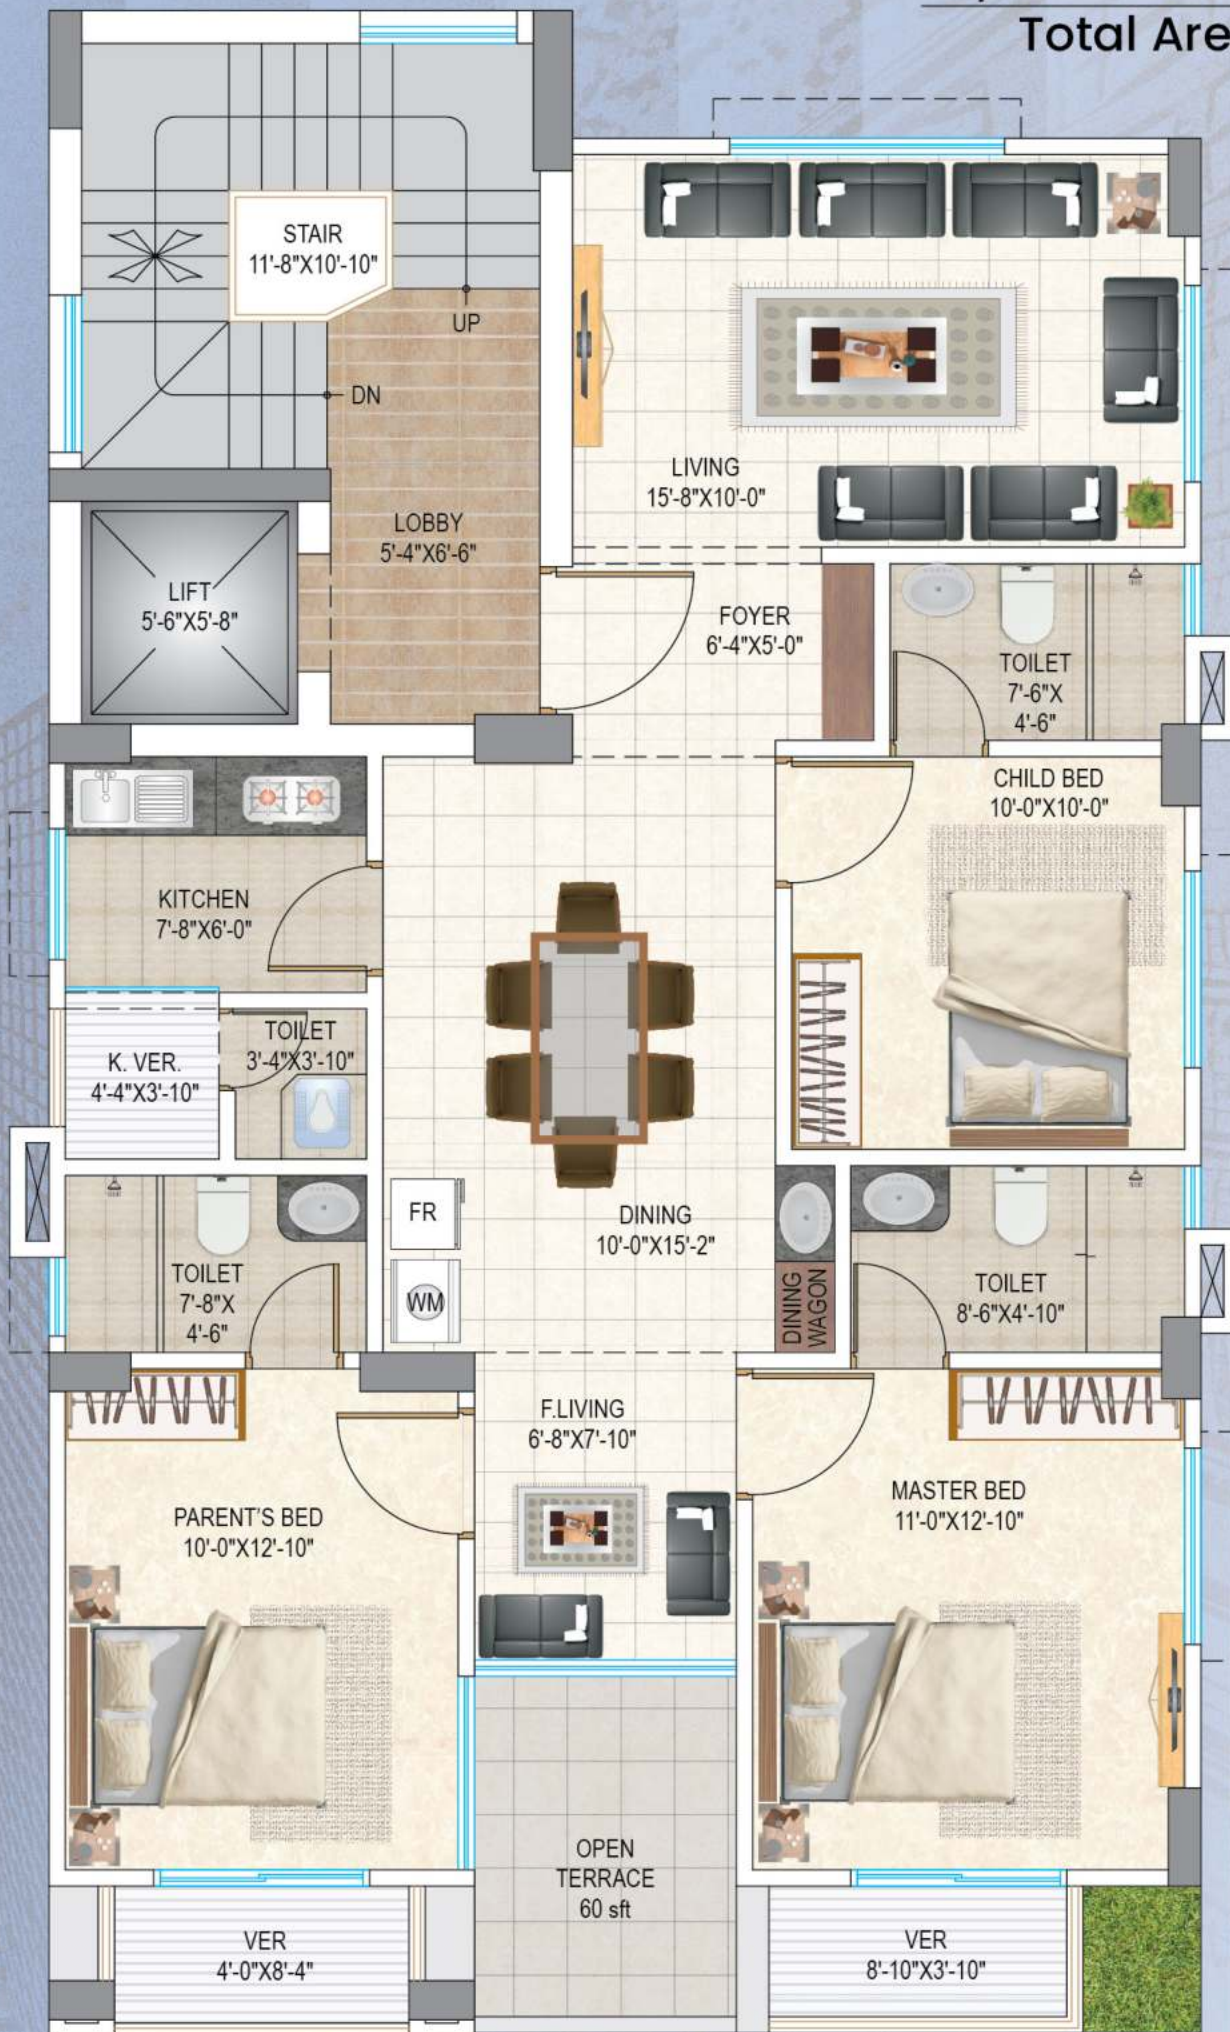 Total Are
STAIR
11'-8"X10'-10"
UP
DN
LIVING
15'-8"X10'-0"
LOBBY
5'-4"X6'-6"
LIFT
5'-6"X5'-8"
FOYER
6'-4"X5'-0"
TOILET
7'-6"X
4'-6"
CHILD BED
10'-0"X10'-0"
KITCHEN
7'-8"X6'-0"
TOILET
3'-4"X3'-10"
K. VER.
4'-4"X3'-10"
FR
DINING
10'-0"X15'-2"
TOILET
7'-8"X
4'-6"
WM
DINING
WAGON
TOILET
8'-6"X4'-10"
F.LIVING
6'-8"X7'-10"
PARENT'S BED
10'-0"X12'-10"
MASTER BED
11'-0"X12'-10"
OPEN
TERRACE
60 sft
VER
4'-0"X8'-4"
VER
8'-10"X3'-10"